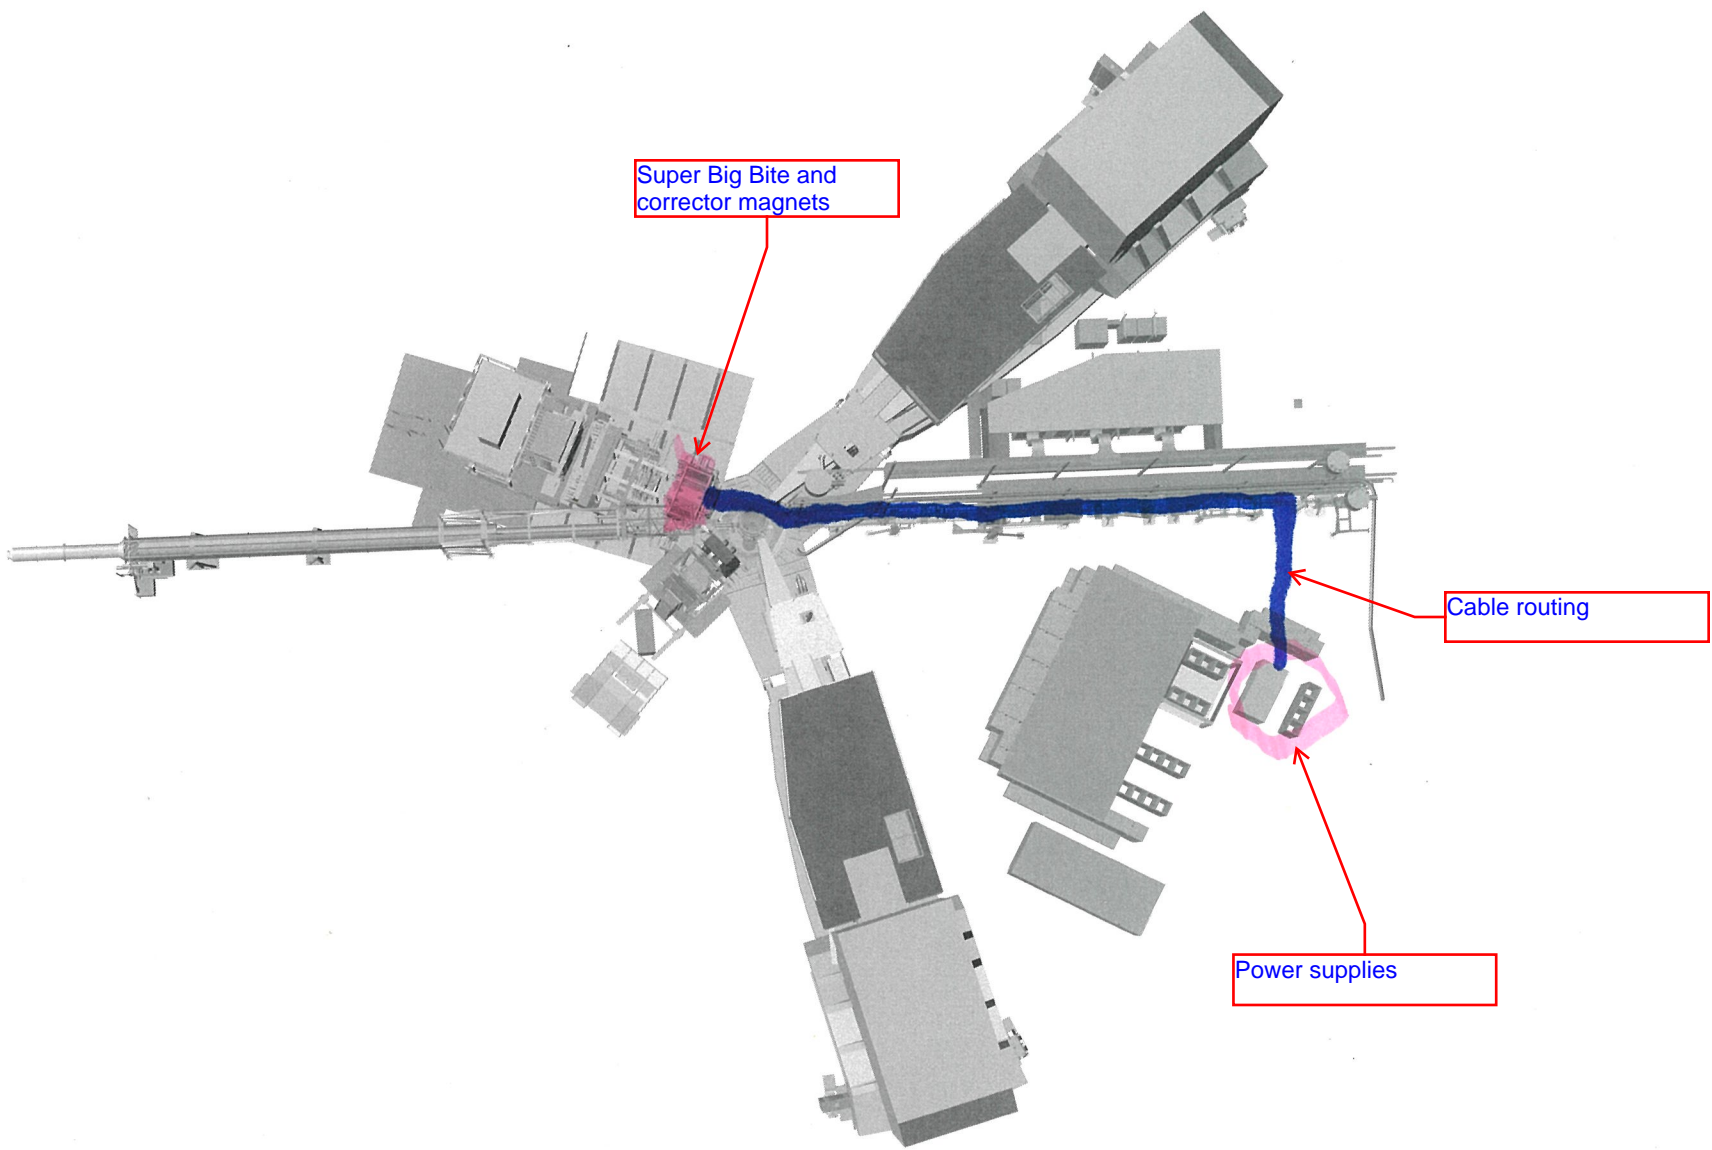 Super Big Bite and
corrector magnets
Cable routing
Power supplies